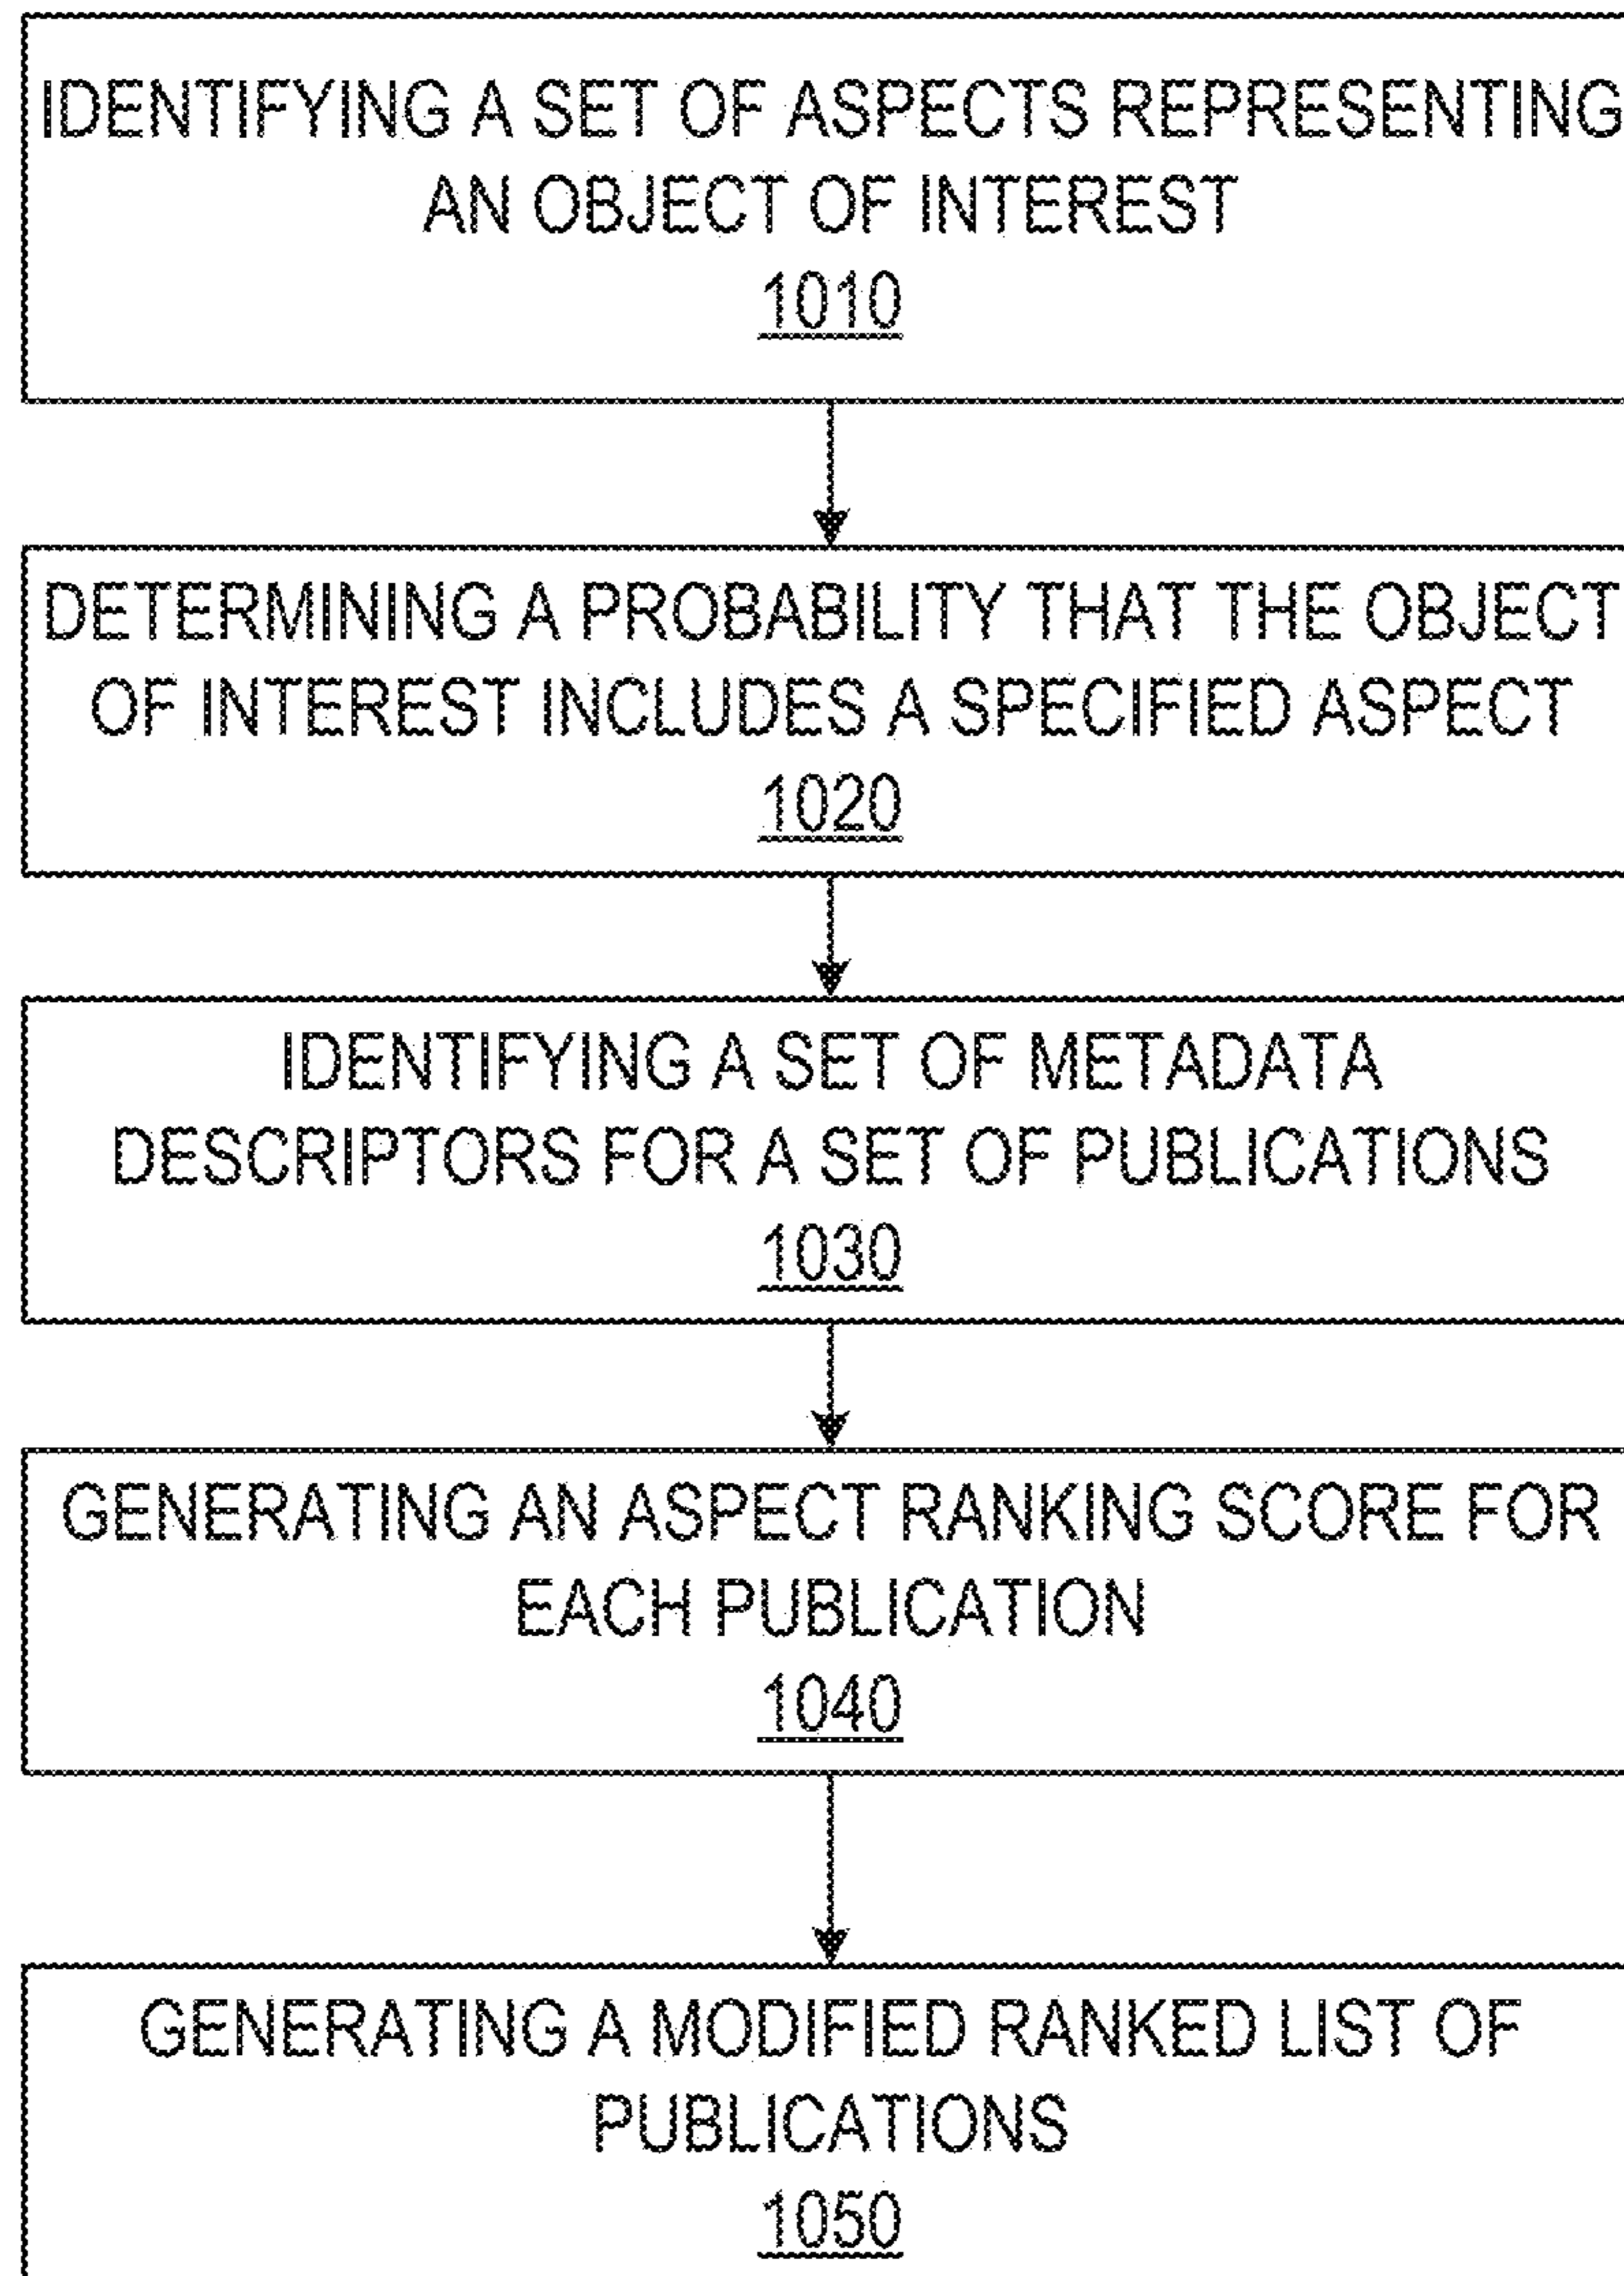 IDENTIFYING A SET OF ASPECTS REPRESENTING
AN OBJECT OF INTEREST
1010
DETERMINING A PROBABILITY THAT THE OBJECT
OF INTEREST INCLUDES A SPECIFIED ASPECT
1020
IDENTIFYING A SET OF METADATA
DESCRIPTORS FOR A SET OF PUBLICATIONS
1030
GENERATING AN ASPECT RANKING SCORE FOR
EACH PUBLICATION
1040
GENERATING A MODIFIED RANKED LIST OF
PUBLICATIONS
1050